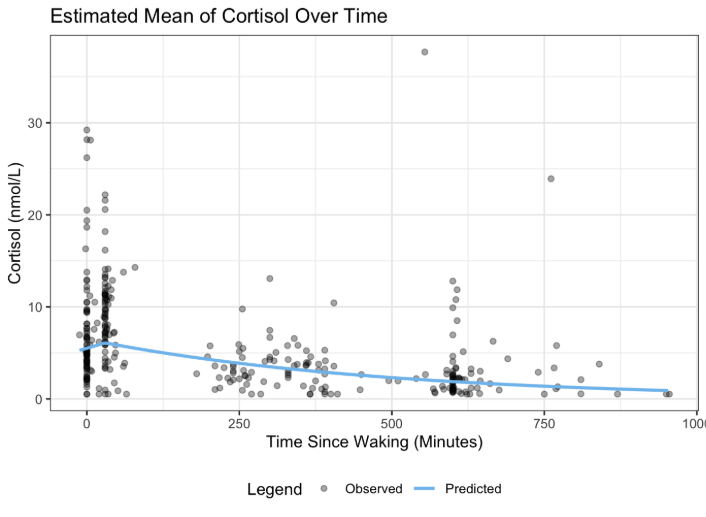 Estimated Mean of Cortisol Over Time
30
20
10
0
Cortisol (nmol/L)
0 250 500 750 1000
Time Since Waking (Minutes)
Legend Observed Predicted